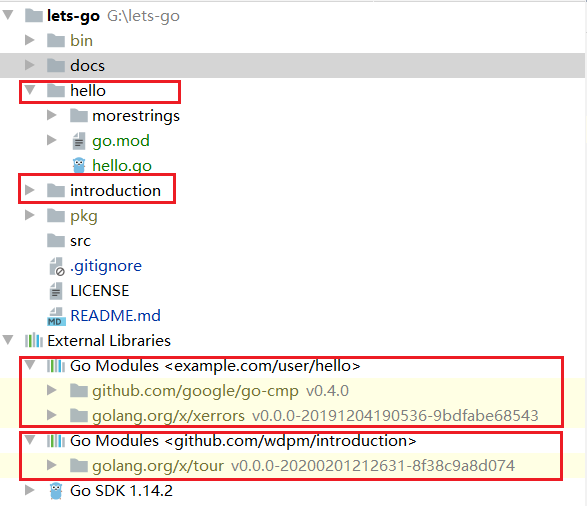 lets-go G:\lets-go
bin
docs
hello
morestrings
go.mod
hello.go
introduction
pkg
src
.gitignore
LICENSE
MD README.md
External Libraries
Go Modules <example.com/user/hello>
github.com/google/go-cmp v0.4.0
golang.org/x/xerrors v0.0.0-20191204190536-9bdfabe68543
Go Modules <github.com/wdpm/introduction>
golang.org/x/tour v0.0.0-20200201212631-8f38c9a8d074
Go SDK 1.14.2